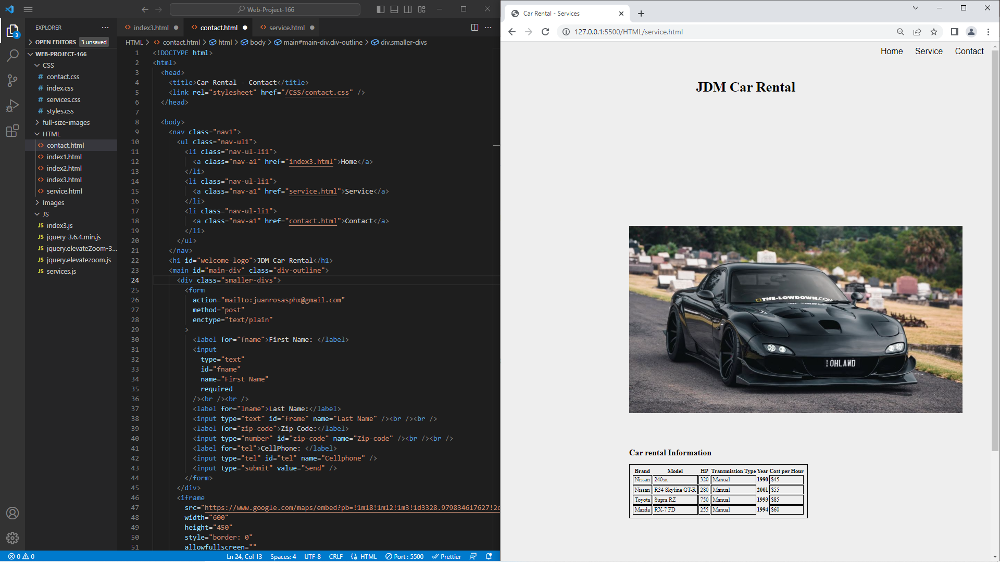 Web-Project-166
EXPLORER
OPEN EDITORS 3 unsaved
WEB-PROJECT-166
CSS
contact.css
index.css
services.css
styles.css
full-size-images
HTML
contact.html
index1.html
index2.html
index3.html
service.html
Images
JS
index3.js
jquery-3.6.4.min.js
jquery.elevateZoom-3...
jquery.elevatezoom.js
services.js
3
index3.html
contact.html
service.html
HTML > contact.html > html > body > main#main-div.div-outline > div.smaller-divs
1 <!DOCTYPE html>
2 <html>
3 <head>
4 <title>Car Rental - Contact</title>
5 <link rel="stylesheet" href="/CSS/contact.css" />
6 </head>
7
8 <body>
9 <nav class="nav1">
10 <ul class="nav-ul1">
11 <li class="nav-ul-li1">
12 <a class="nav-a1" href="index3.html">Home</a>
13 </li>
14 <li class="nav-ul-li1">
15 <a class="nav-a1" href="service.html">Service</a>
16 </li>
17 <li class="nav-ul-li1">
18 <a class="nav-a1" href="contact.html">Contact</a>
19 </li>
20 </ul>
21 </nav>
22 <h1 id="welcome-logo">JDM Car Rental</h1>
23 <main id="main-div" class="div-outline">
24 <div class="smaller-divs">
25 <form
26 action="mailto:juanrosasphx@gmail.com"
27 method="post"
28 enctype="text/plain"
29 >
30 <label for="fname">First Name: </label>
31 <input
32 type="text"
33 id="fname"
34 name="First Name"
35 required
36 /><br /><br />
37 <label for="lname">Last Name:</label>
38 <input type="text" id="frame" name="Last Name" /><br /><br />
39 <label for="zip-code">Zip Code:</label>
40 <input type="number" id="zip-code" name="Zip-code" /><br /><br />
41 <label for="tel">CellPhone: </label>
42 <input type="tel" id="tel" name="Cellphone" />
43 <input type="submit" value="Send" />
44 </form>
45 </div>
46 <iframe
47 src="https://www.google.com/maps/embed?pb=!1m18!1m12!1m3!1d3328.979834617627!2d
48 width="600"
49 height="450"
50 style="border: 0"
51 allowfullscreen=""
0 0
Ln 24, Col 13
Spaces: 4
UTF-8
CRLF
HTML
Port : 5500
Prettier
Car Rental - Services
127.0.0.1:5500/HTML/service.html
Home Service Contact
JDM Car Rental
THE-LOWDOWN.COM
OHLAWD
Car rental Information
Brand Model HP Transmission Type Year Cost per Hour
Nissan 240sx 320 Manual 1990 $45
Nissan R34 Skyline GT-R 280 Manual 2001 $55
Toyota Supra RZ 750 Manual 1993 $85
Mazda RX-7 FD 255 Manual 1994 $60